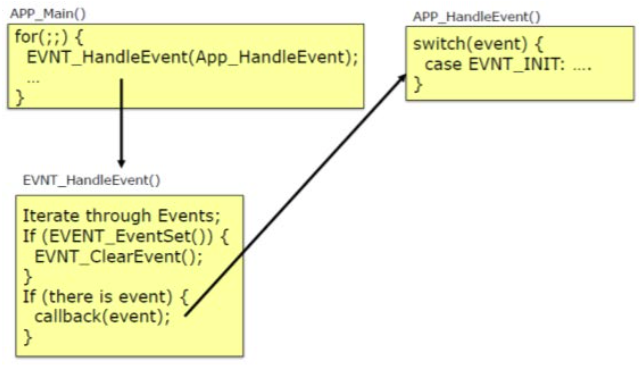 APP_Main()
for(;;) {
EVNT_HandleEvent(App_HandleEvent);
...
}
APP_HandleEvent()
switch(event) {
case EVNT_INIT: ....
}
EVNT_HandleEvent()
Iterate through Events;
If (EVENT_EventSet()) {
EVNT_ClearEvent();
}
If (there is event) {
callback(event);
}